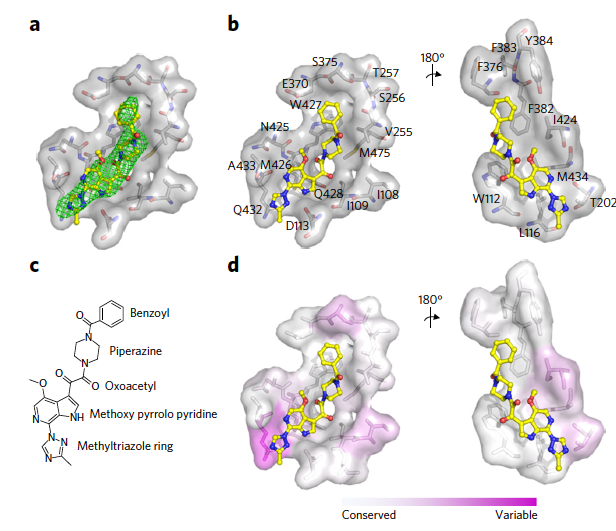 a
b
180°
S375
T257
E370
S256
W427
N425
V255
M475
A433
M426
Q428
I108
I109
Q432
D113
F383
Y384
F376
F382
I424
M434
W112
T202
L116
c
O
Benzoyl
N
Piperazine
N
O
O
Oxoacetyl
O
N
NH
Methoxy pyrrolo pyridine
N
N
N
Methyltriazole ring
d
180°
Conserved
Variable